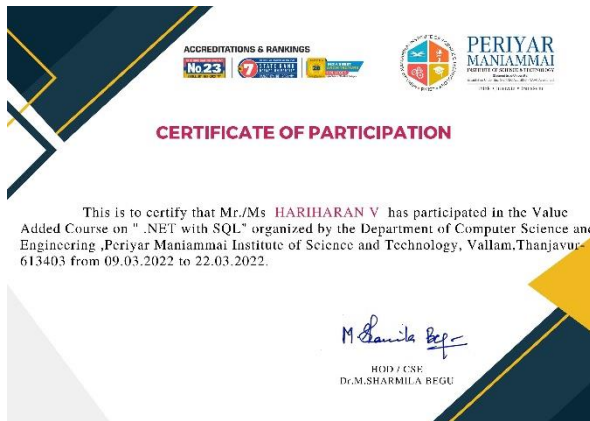 ACCREDITATIONS & RANKINGS
No 23
7
PERIYAR
MANIAMMAI
INSTITUTE OF SCIENCE & TECHNOLOGY
CERTIFICATE OF PARTICIPATION
This is to certify that Mr./Ms HARIHARAN V has participated in the Value
Added Course on " .NET with SQL" organized by the Department of Computer Science and
Engineering ,Periyar Maniammai Institute of Science and Technology, Vallam,Thanjavur-
613403 from 09.03.2022 to 22.03.2022.
HOD / CSE
Dr.M.SHARMILA BEGU